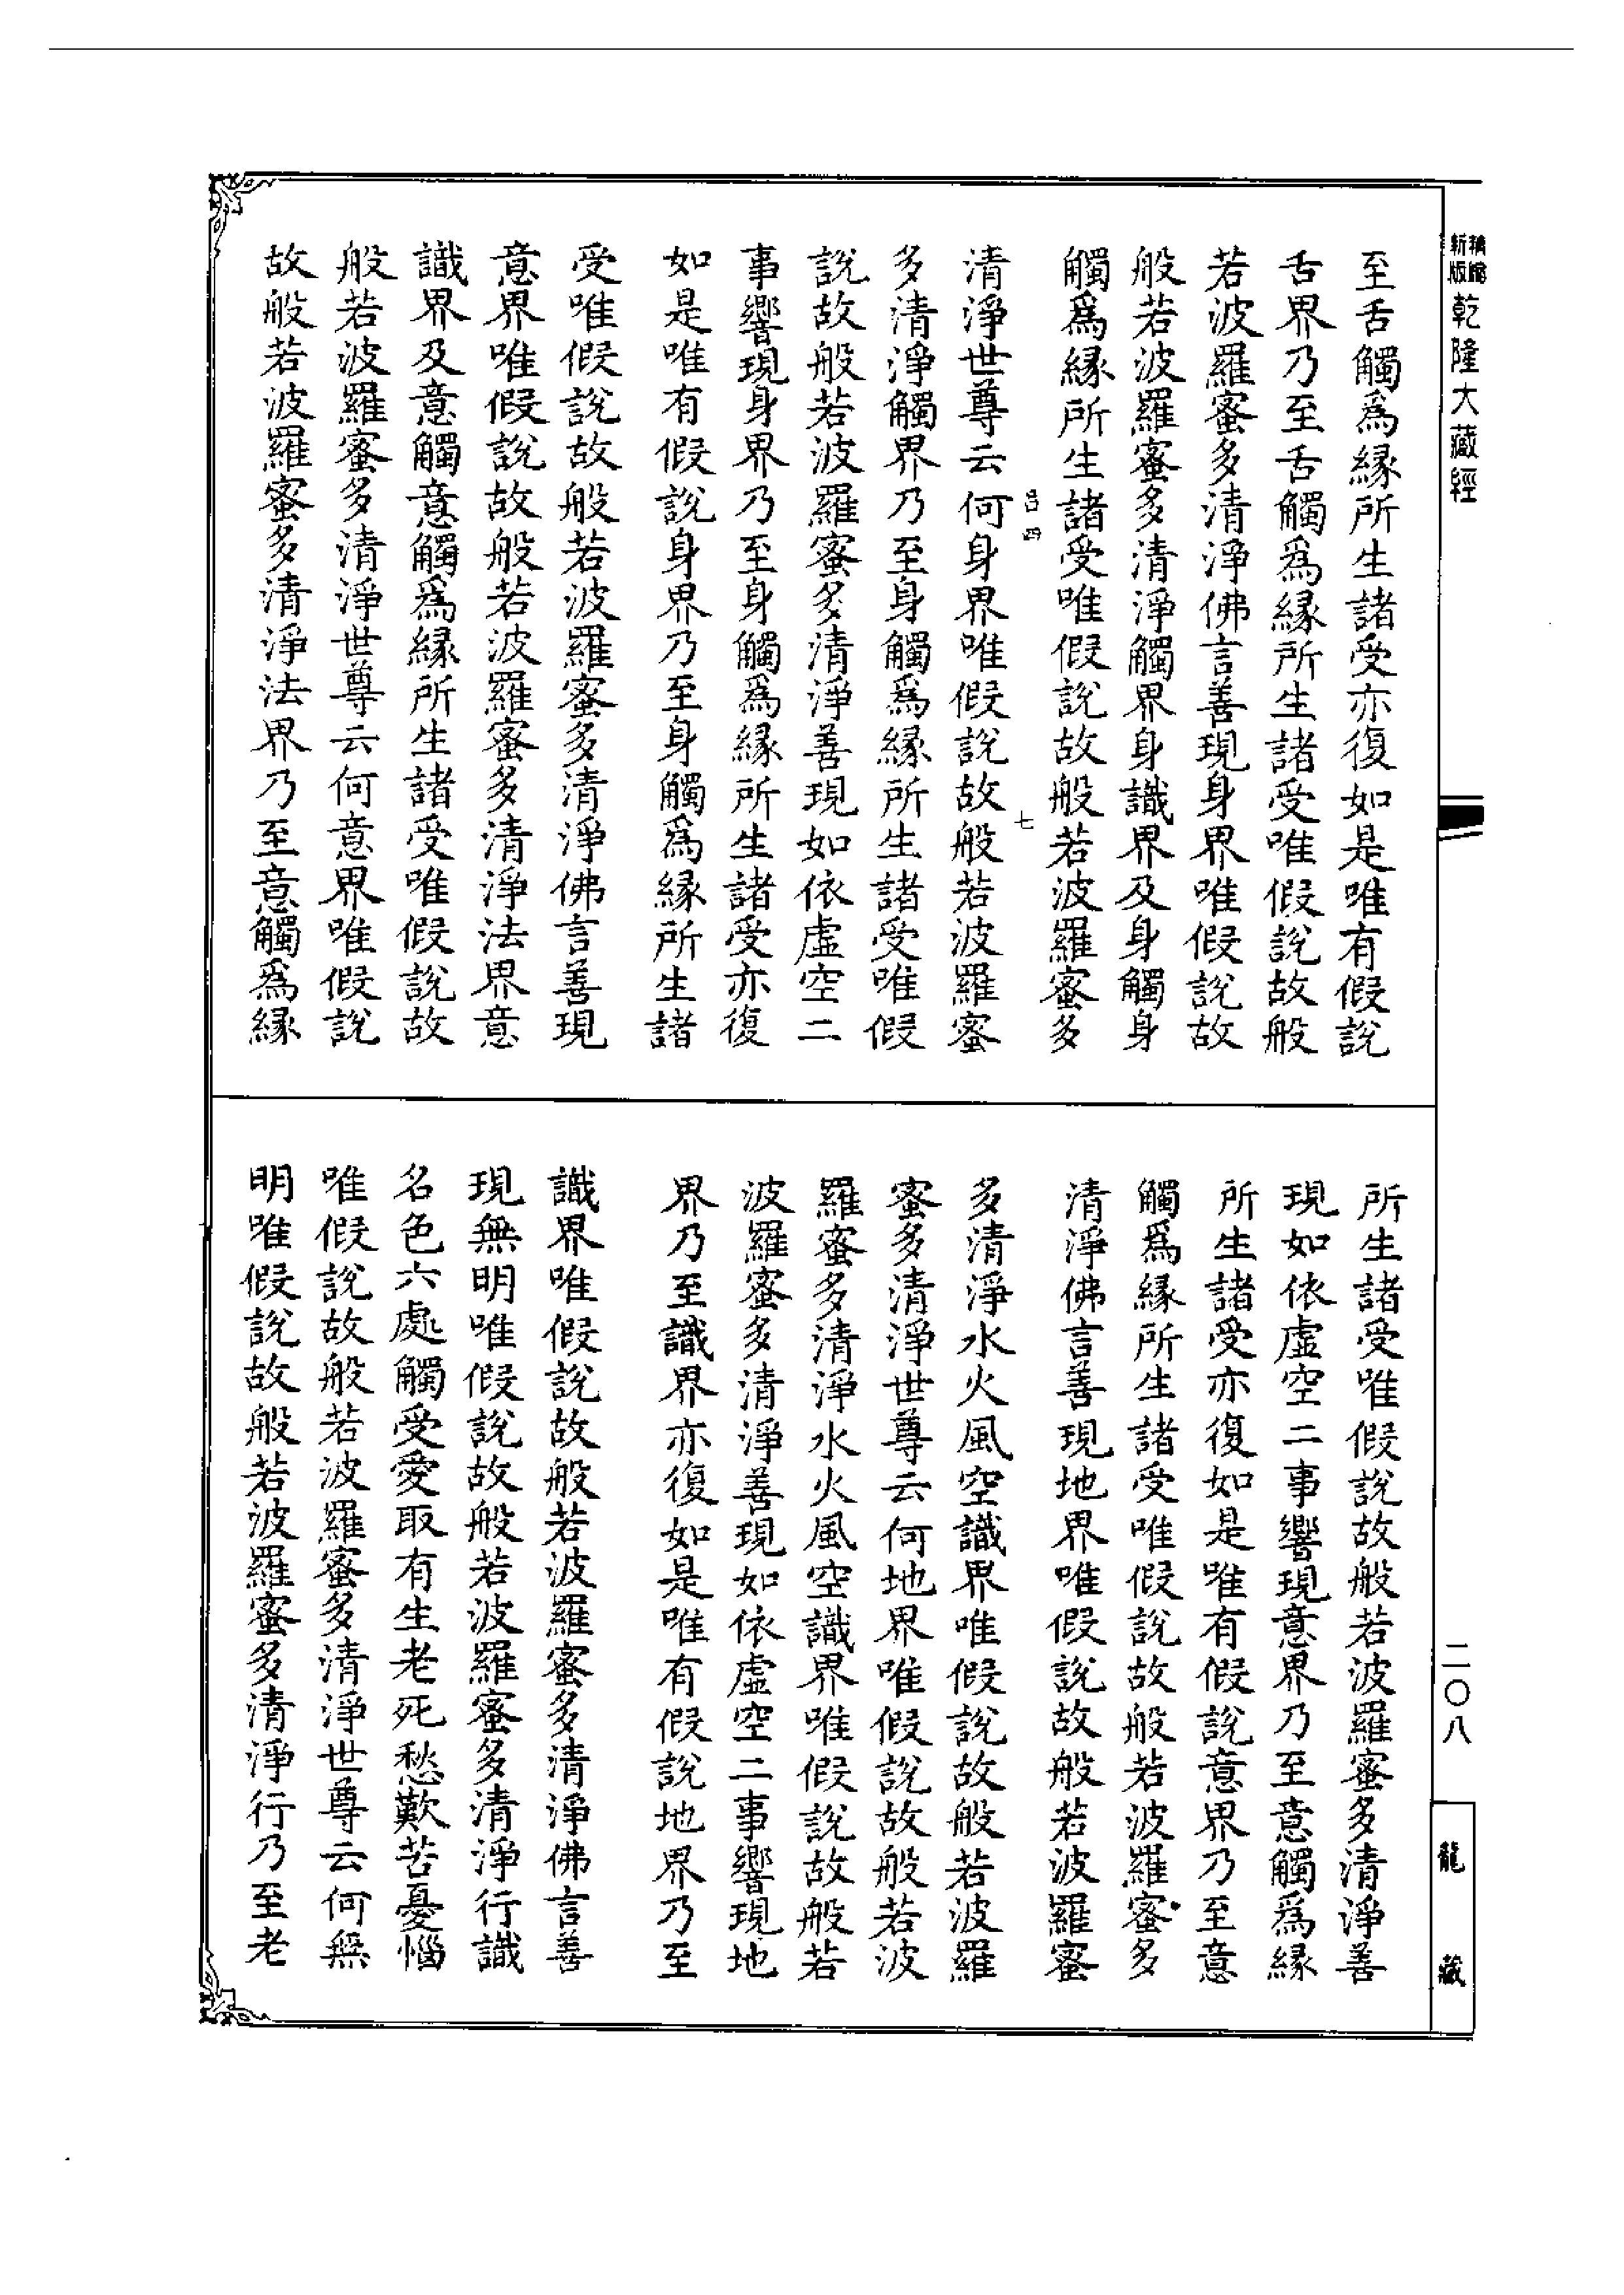 新版
乾隆大藏經
二〇八
龍藏
至舌觸爲緣所生諸受亦復如是唯有假說
舌界乃至舌觸爲緣所生諸受唯假說故般
若波羅蜜多清淨佛言善現身界唯假說故
般若波羅蜜多清淨觸界身識界及身觸身
觸爲緣所生諸受唯假說故般若波羅蜜多
四 七
清淨世尊云何身界唯假說故般若波羅蜜
多清淨觸界乃至身觸爲緣所生諸受唯假
說故般若波羅蜜多清淨善現如依虛空二
事響現身界乃至身觸爲緣所生諸受亦復
如是唯有假說身界乃至身觸爲緣所生諸
受唯假說故般若波羅蜜多清淨佛言善現
意界唯假說故般若波羅蜜多清淨法界意
識界及意觸意觸爲緣所生諸受唯假說故
般若波羅蜜多清淨世尊云何意界唯假說
故般若波羅蜜多清淨法界乃至意觸爲緣
所生諸受唯假說故般若波羅蜜多清淨善
現如依虛空二事響現意界乃至意觸爲緣
所生諸受亦復如是唯有假說意界乃至意
觸爲緣所生諸受唯假說故般若波羅蜜多
清淨佛言善現地界唯假說故般若波羅蜜
多清淨水火風空識界唯假說故般若波羅
蜜多清淨世尊云何地界唯假說故般若波
羅蜜多清淨水火風空識界唯假說故般若
波羅蜜多清淨善現如依虛空二事響現地
界乃至識界亦復如是唯有假說地界乃至
識界唯假說故般若波羅蜜多清淨佛言善
現無明唯假說故般若波羅蜜多清淨行識
名色六處觸受愛取有生老死愁歎苦憂惱
唯假說故般若波羅蜜多清淨世尊云何無
明唯假說故般若波羅蜜多清淨行乃至老